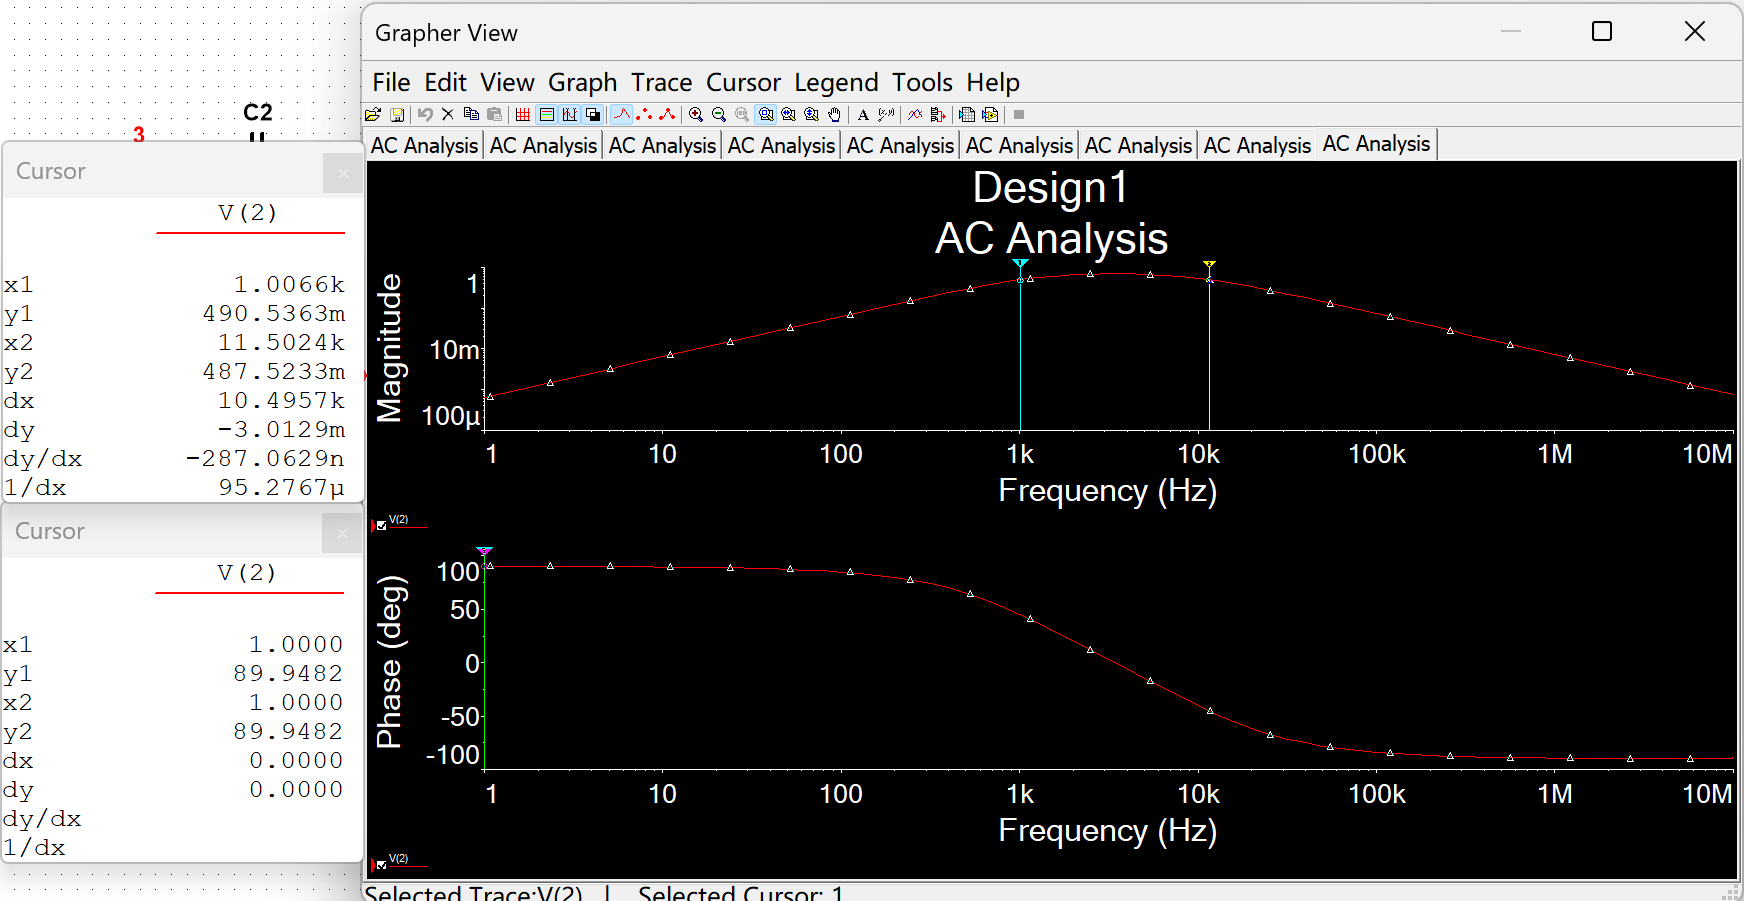 C2
3
Cursor
V(2)
x1 1.0066k
y1 490.5363m
x2 11.5024k
y2 487.5233m
dx 10.4957k
dy -3.0129m
dy/dx -287.0629n
1/dx 95.2767µ
Cursor
V(2)
x1 1.0000
y1 89.9482
x2 1.0000
y2 89.9482
dx 0.0000
dy 0.0000
dy/dx
1/dx
Grapher View
File Edit View Graph Trace Cursor Legend Tools Help
A
AC Analysis AC Analysis AC Analysis AC Analysis AC Analysis AC Analysis AC Analysis AC Analysis AC Analysis
Design1
AC Analysis
Magnitude
1
10m
100µ
1 10 100 1k 10k 100k 1M 10M
Frequency (Hz)
V(2)
Phase (deg)
100
50
0
-50
-100
1 10 100 1k 10k 100k 1M 10M
Frequency (Hz)
V(2)
Selected Trace:V(2) | Selected Cursor: 1